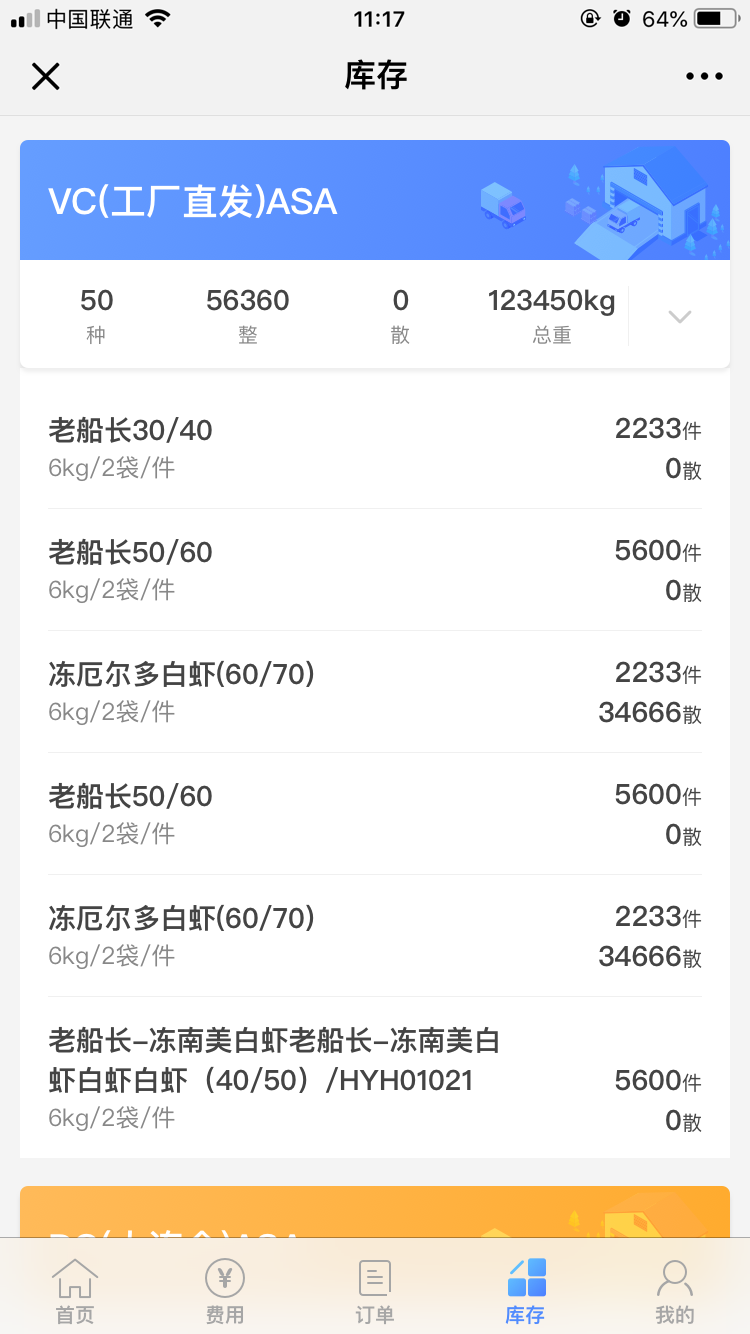 中国联通
11:17
64%
库存
VC(工厂直发)ASA
50
56360
0
123450kg
种
整
散
总重
老船长30/40
2233件
6kg/2袋/件
0散
老船长50/60
5600件
6kg/2袋/件
0散
冻厄尔多白虾(60/70)
2233件
6kg/2袋/件
34666散
老船长50/60
5600件
6kg/2袋/件
0散
冻厄尔多白虾(60/70)
2233件
6kg/2袋/件
34666散
老船长–冻南美白虾老船长–冻南美白
虾白虾白虾（40/50）/HYH01021
5600件
6kg/2袋/件
0散
首页
¥
费用
订单
库存
我的